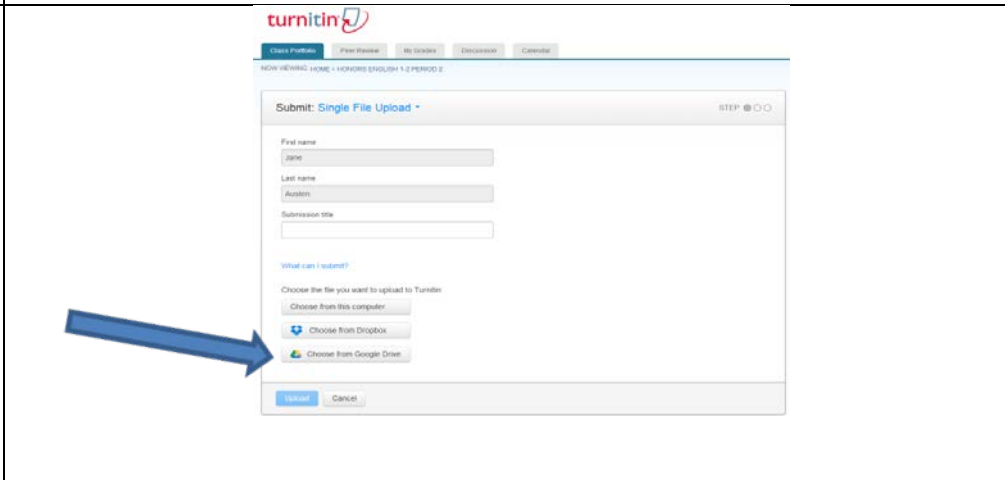 turnitin
Class Portfolio Peer Review My Grades Discussion Calendar
NOW VIEWING: HOME > HONORS ENGLISH 1-2 PERIOD 2
Submit: Single File Upload STEP
First name
Jane
Last name
Austen
Submission title
What can I submit?
Choose the file you want to upload to Turnitin
Choose from this computer
Choose from Dropbox
Choose from Google Drive
Upload Cancel